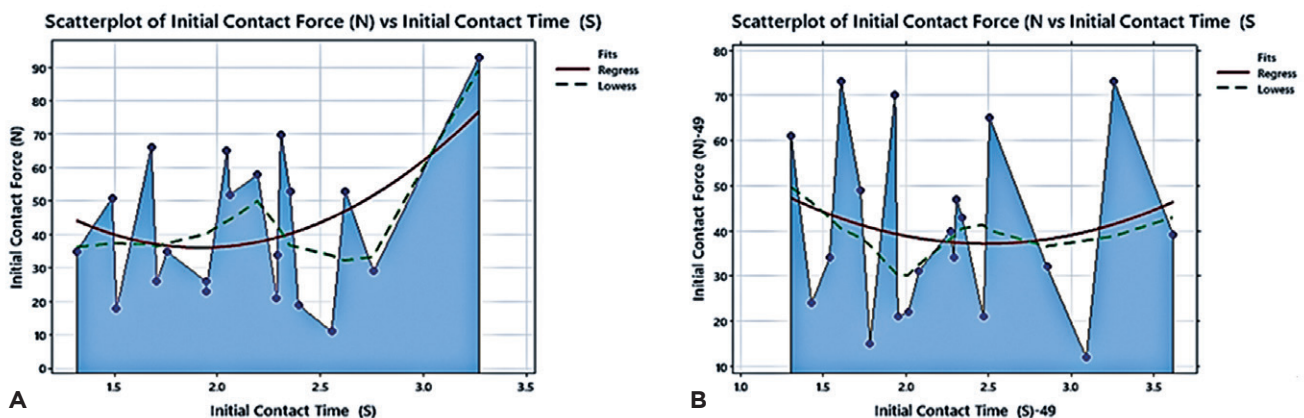 Scatterplot of Initial Contact Force (N) vs Initial Contact Time (S)
90
80
70
60
50
40
30
20
10
0
Initial Contact Force (N)
1.5
2.0
2.5
3.0
3.5
Initial Contact Time (S)
Fits
Regress
Lowess
A
Scatterplot of Initial Contact Force (N vs Initial Contact Time (S
80
70
60
50
40
30
20
10
Initial Contact Force (N)-49
1.0
1.5
2.0
2.5
3.0
3.5
Initial Contact Time (S)-49
Fits
Regress
Lowess
B